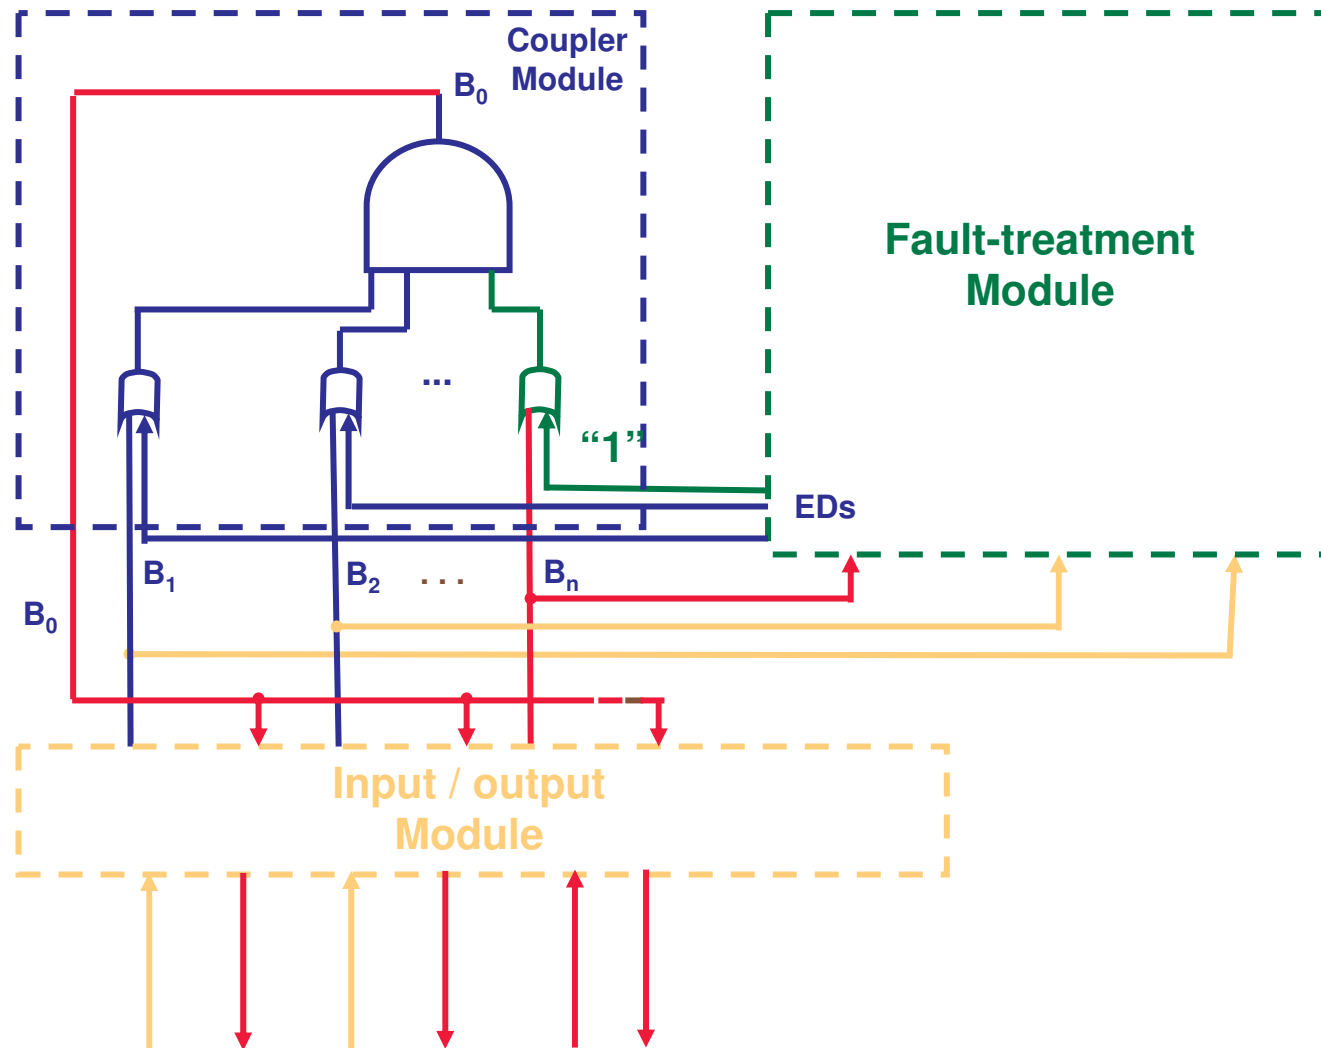 Coupler
Module
B0
Fault-treatment
Module
...
“1”
EDs
B1
B2
. . .
Bn
B0
Input / output
Module